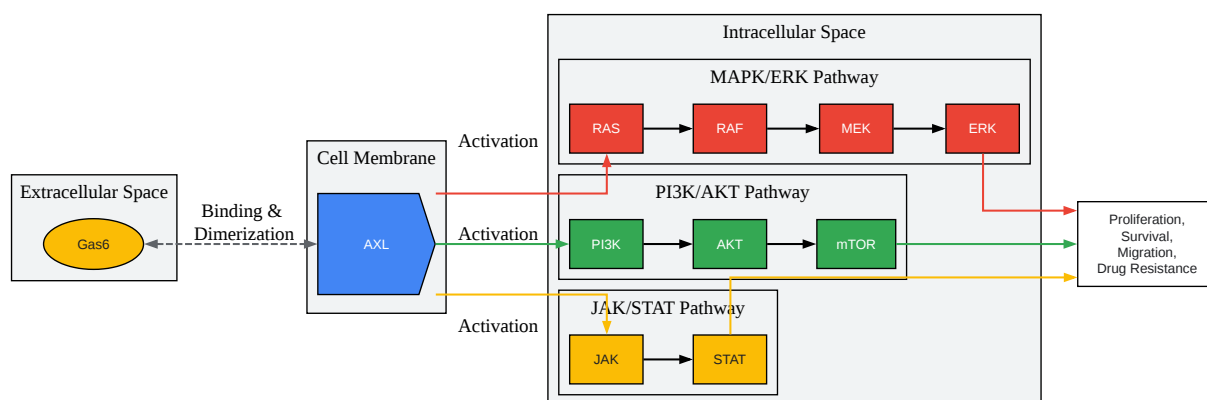 Extracellular Space
Gas6
Binding &
Dimerization
Cell Membrane
AXL
Activation
Activation
Activation
Intracellular Space
MAPK/ERK Pathway
RAS
RAF
MEK
ERK
PI3K/AKT Pathway
PI3K
AKT
mTOR
JAK/STAT Pathway
JAK
STAT
Proliferation,
Survival,
Migration,
Drug Resistance